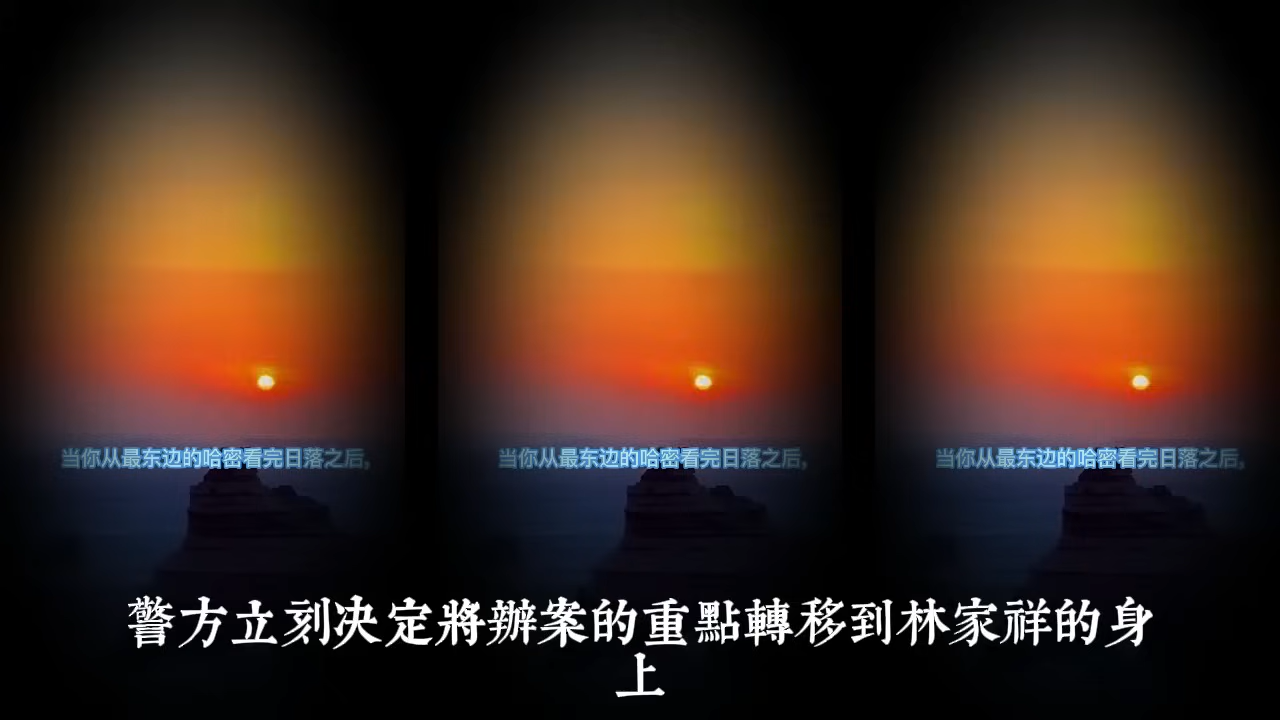 当你从最东边的哈密看完日落之后,
当你从最东边的哈密看完日落之后,
当你从最东边的哈密看完日落之后,
警方立刻决定將辦案的重點轉移到林家祥的身
上